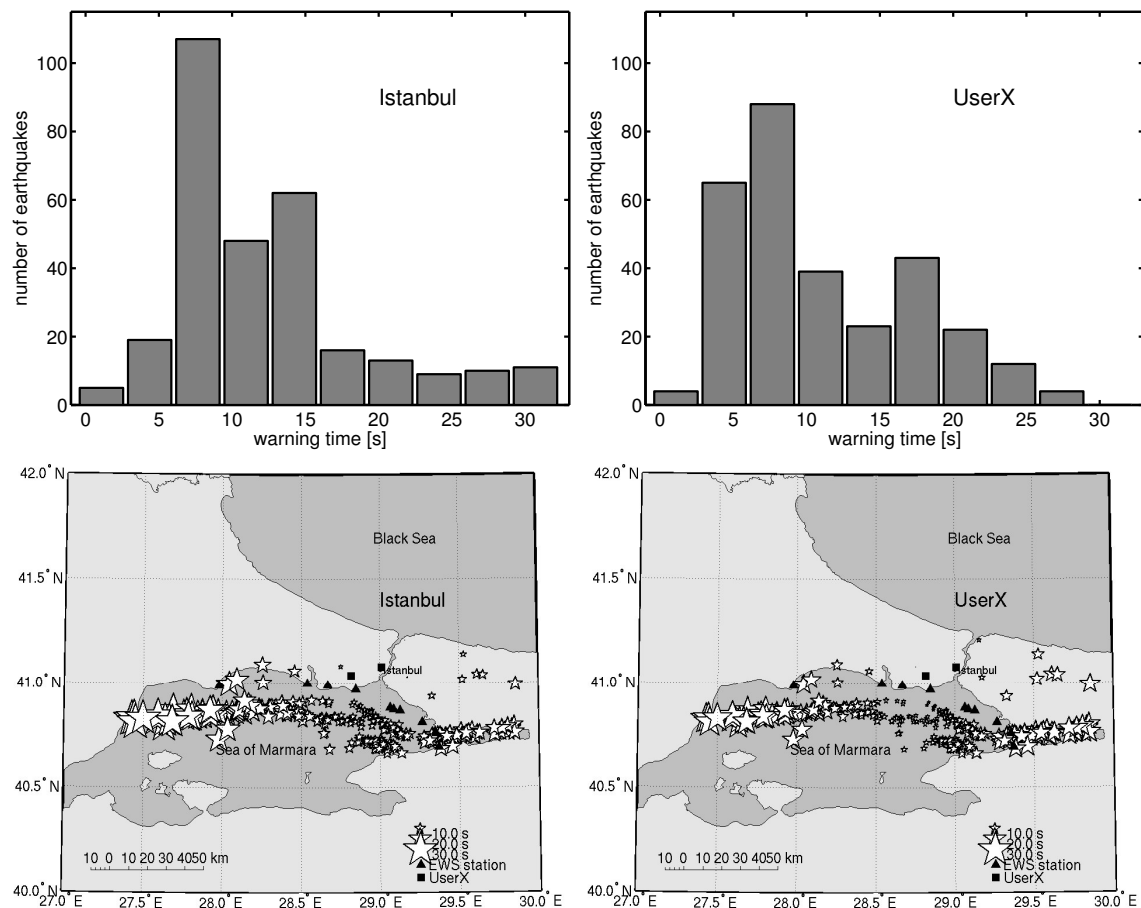 number of earthquakes
100
80
60
40
20
0
Istanbul
0 5 10 15 20 25 30
warning time [s]
number of earthquakes
100
80
60
40
20
0
UserX
0 5 10 15 20 25 30
warning time [s]
42.0° N
41.5° N
41.0° N
40.5° N
40.0° N
Black Sea
Istanbul
Istanbul
Sea of Marmara
10.0 s
20.0 s
30.0 s
EWS station
UserX
10 0 10 20 30 4050 km
27.0° E 27.5° E 28.0° E 28.5° E 29.0° E 29.5° E 30.0° E
42.0° N
41.5° N
41.0° N
40.5° N
40.0° N
Black Sea
UserX
Istanbul
Sea of Marmara
10.0 s
20.0 s
30.0 s
EWS station
UserX
10 0 10 20 30 4050 km
27.0° E 27.5° E 28.0° E 28.5° E 29.0° E 29.5° E 30.0° E